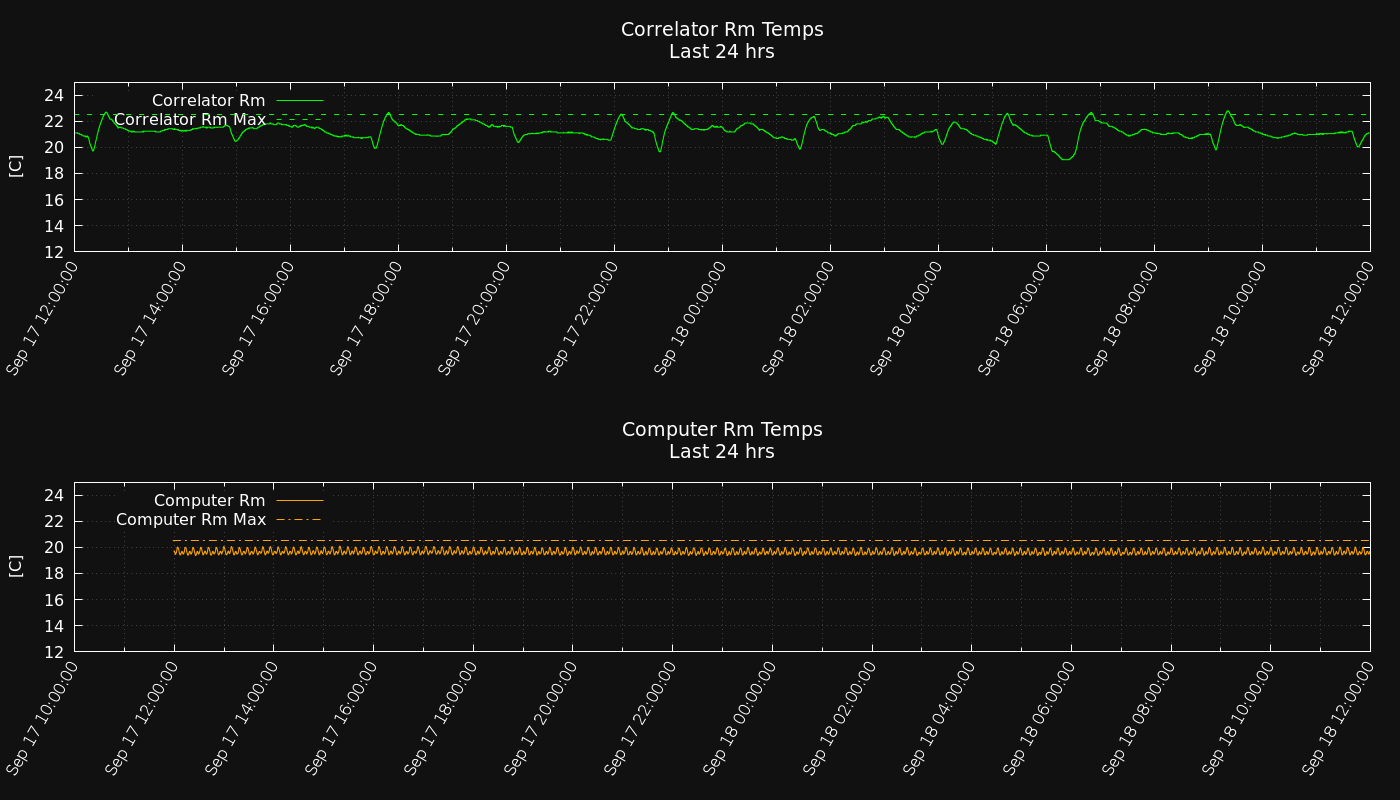 Correlator Rm Temps
Last 24 hrs
Correlator Rm
Correlator Rm Max
[C]
24
22
20
18
16
14
12
Sep 17 12:00:00
Sep 17 14:00:00
Sep 17 16:00:00
Sep 17 18:00:00
Sep 17 20:00:00
Sep 17 22:00:00
Sep 18 00:00:00
Sep 18 02:00:00
Sep 18 04:00:00
Sep 18 06:00:00
Sep 18 08:00:00
Sep 18 10:00:00
Sep 18 12:00:00
Computer Rm Temps
Last 24 hrs
Computer Rm
Computer Rm Max
[C]
24
22
20
18
16
14
12
Sep 17 10:00:00
Sep 17 12:00:00
Sep 17 14:00:00
Sep 17 16:00:00
Sep 17 18:00:00
Sep 17 20:00:00
Sep 17 22:00:00
Sep 18 00:00:00
Sep 18 02:00:00
Sep 18 04:00:00
Sep 18 06:00:00
Sep 18 08:00:00
Sep 18 10:00:00
Sep 18 12:00:00